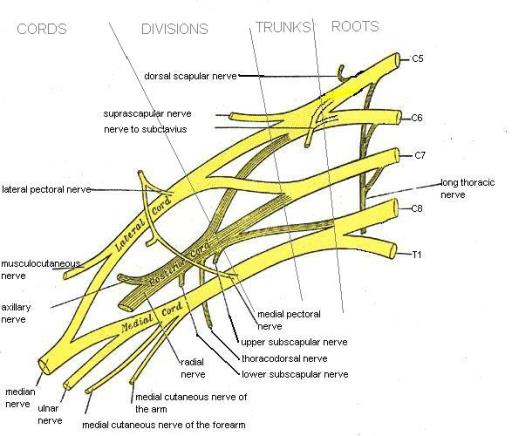 CORDS DIVISIONS TRUNKS ROOTS
C5
dorsal scapular nerve
suprascapular nerve
C6
nerve to subclavius
C7
lateral pectoral nerve
long thoracic
nerve
C8
Lateral Cord
T1
musculocutaneous
nerve
Posterior Cord
axillary
nerve
Medial Cord
medial pectoral
nerve
upper subscapular nerve
thoracodorsal nerve
radial
nerve
lower subscapular nerve
median
nerve
ulnar
nerve
medial cutaneous nerve of
the arm
medial cutaneous nerve of the forearm